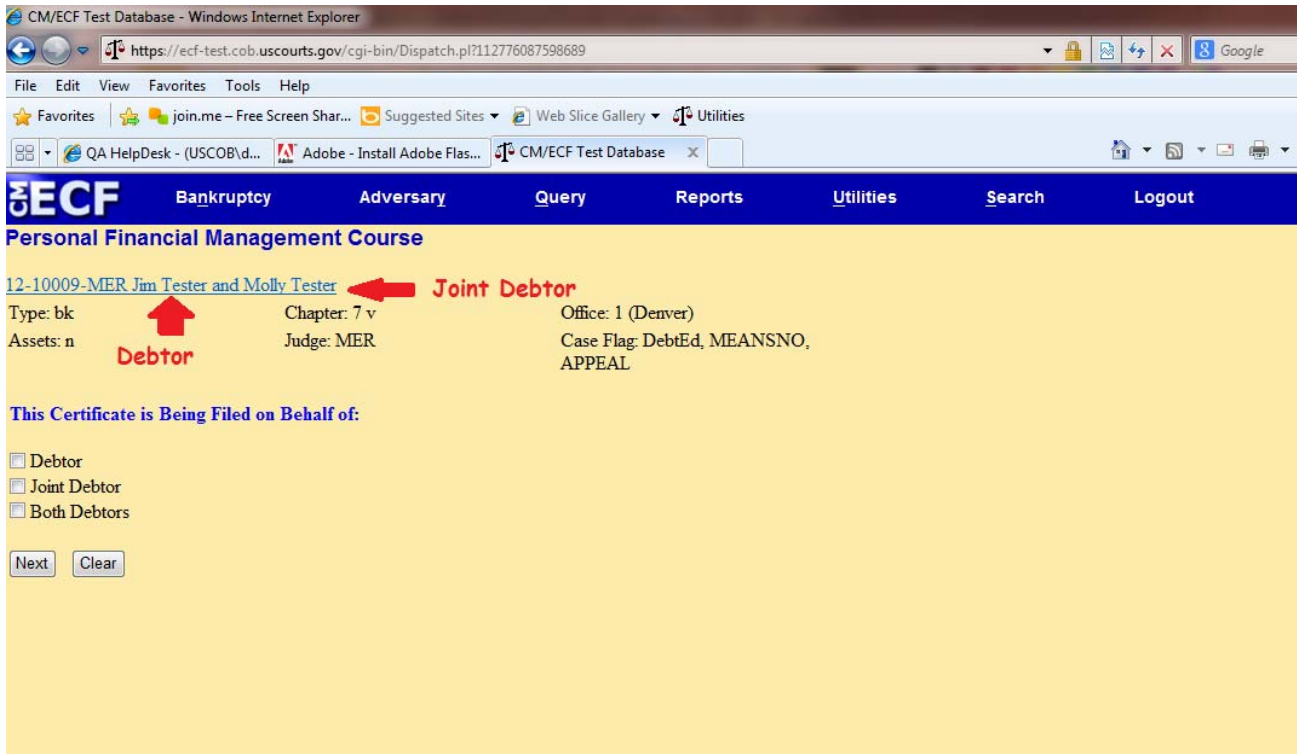 CM/ECF Test Database - Windows Internet Explorer
https://ecf-test.cob.uscourts.gov/cgi-bin/Dispatch.pl?112776087598689
Google
File Edit View Favorites Tools Help
Favorites join.me – Free Screen Shar... Suggested Sites Web Slice Gallery Utilities
QA HelpDesk - (USCOB\d... Adobe - Install Adobe Flas... CM/ECF Test Database X
CM ECF Bankruptcy Adversary Query Reports Utilities Search Logout
Personal Financial Management Course
12-10009-MER Jim Tester and Molly Tester Joint Debtor
Type: bk Chapter: 7 v Office: 1 (Denver)
Assets: n Judge: MER Case Flag: DebtEd, MEANSNO,
APPEAL
Debtor
This Certificate is Being Filed on Behalf of:
Debtor
Joint Debtor
Both Debtors
Next Clear